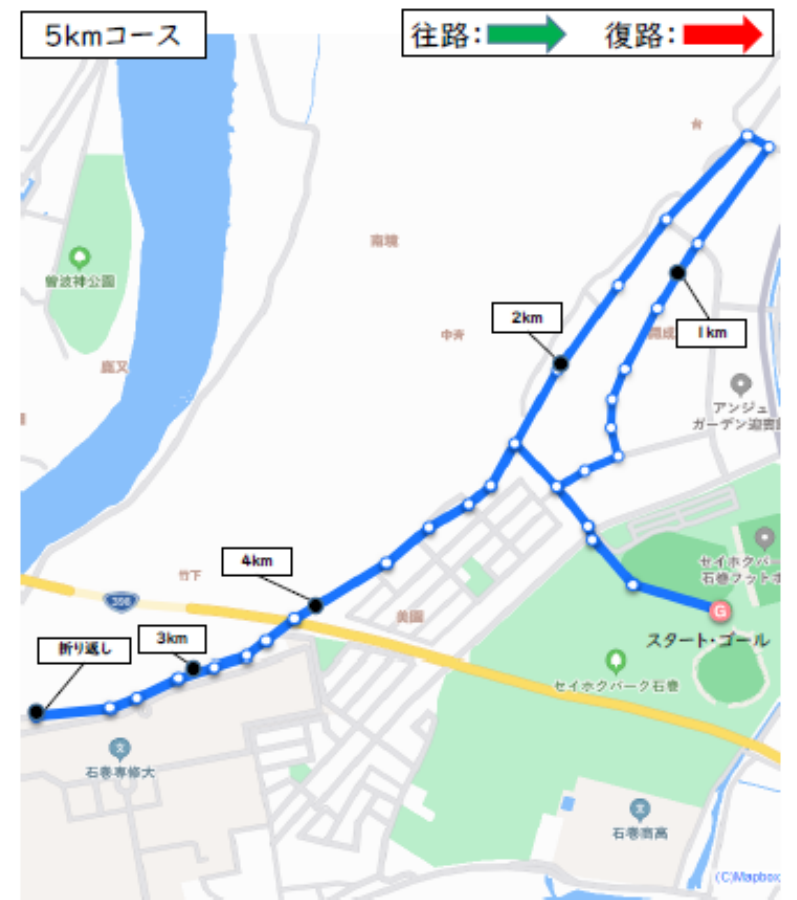 5kmコース
往路：
復路：
台
南境
曽波神公園
2km
1km
中斉
鹿又
アンジュ
ガーデン迎賓館
4km
竹下
398
セイホクパー
石巻フットボ
美園
G
3km
折り返し
スタート・ゴール
セイホクパーク石巻
石巻専修大
石巻商高
(C)Mapbox